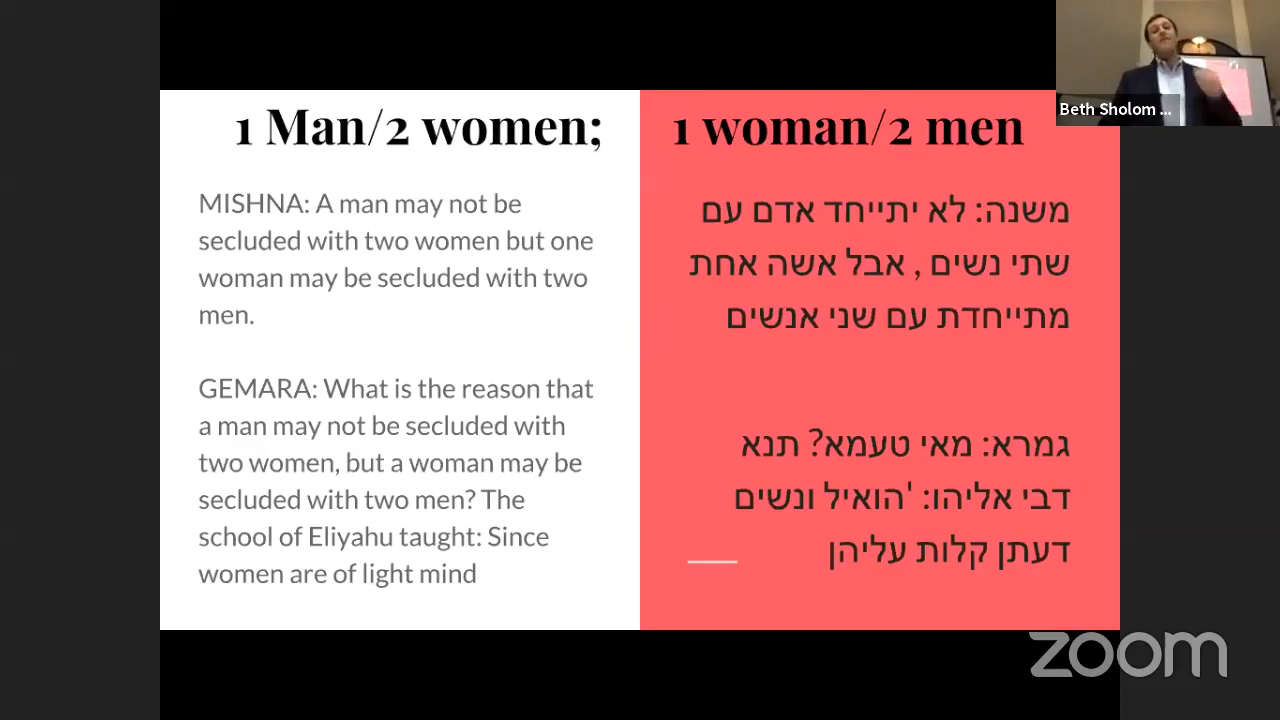 1 Man/2 women;
MISHNA: A man may not be
secluded with two women but one
woman may be secluded with two
men.
GEMARA: What is the reason that
a man may not be secluded with
two women, but a woman may be
secluded with two men? The
school of Eliyahu taught: Since
women are of light mind
1 woman/2 men
משנה: לא יתייחד אדם עם
שתי נשים , אבל אשה אחת
מתייחדת עם שני אנשים
גמרא: מאי טעמא? תנא
דבי אליהו: 'הואיל ונשים
דעתן קלות עליהן
Beth Sholom ...
zoom